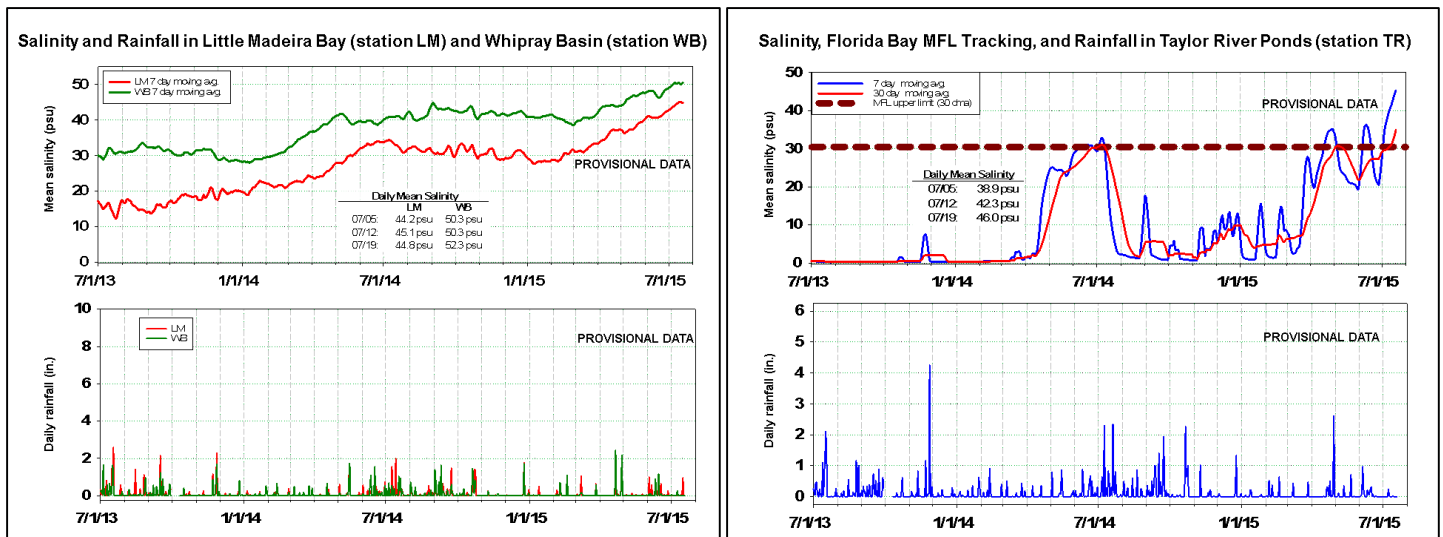 Salinity and Rainfall in Little Madeira Bay (station LM) and Whipray Basin (station WB)
50
40
30
20
10
0
Mean salinity (psu)
LM 7 day moving avg.
WB 7 day moving avg.
PROVISIONAL DATA
Daily Mean Salinity
LM WB
07/05: 44.2 psu 50.3 psu
07/12: 45.1 psu 50.3 psu
07/19: 44.8 psu 52.3 psu
7/1/13 1/1/14 7/1/14 1/1/15 7/1/15
10
8
6
4
2
0
Daily rainfall (in.)
LM
WB
PROVISIONAL DATA
7/1/13 1/1/14 7/1/14 1/1/15 7/1/15
Salinity, Florida Bay MFL Tracking, and Rainfall in Taylor River Ponds (station TR)
50
40
30
20
10
0
Mean salinity (psu)
7 day moving avg.
30 day moving avg.
MFL upper limit (30 dma)
PROVISIONAL DATA
Daily Mean Salinity
07/05: 38.9 psu
07/12: 42.3 psu
07/19: 46.0 psu
7/1/13 1/1/14 7/1/14 1/1/15 7/1/15
6
5
4
3
2
1
0
Daily rainfall (in.)
PROVISIONAL DATA
7/1/13 1/1/14 7/1/14 1/1/15 7/1/15